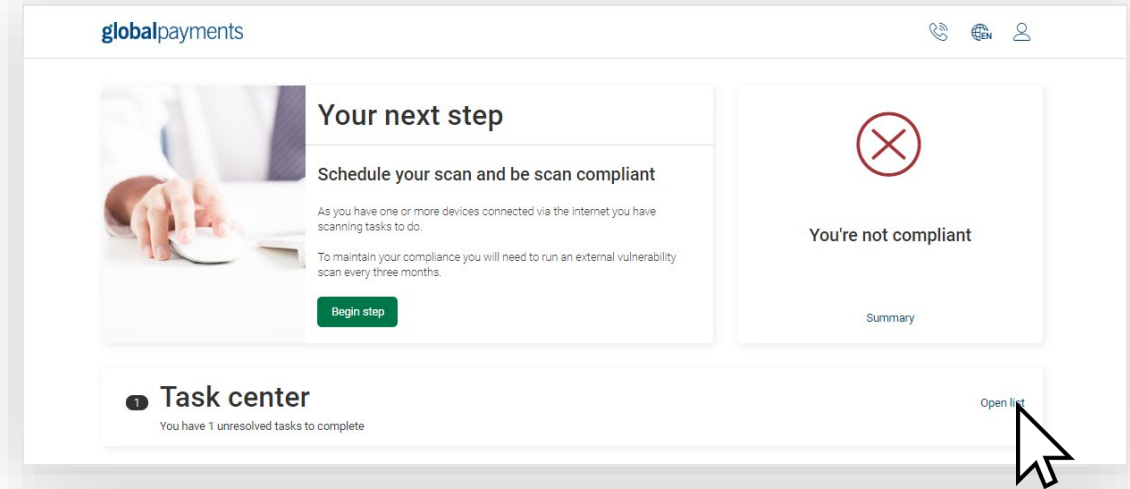 globalpayments
EN
Your next step
Schedule your scan and be scan compliant
As you have one or more devices connected via the internet you have
scanning tasks to do.
To maintain your compliance you will need to run an external vulnerability
scan every three months.
Begin step
You're not compliant
Summary
1
Task center
You have 1 unresolved tasks to complete
Open list